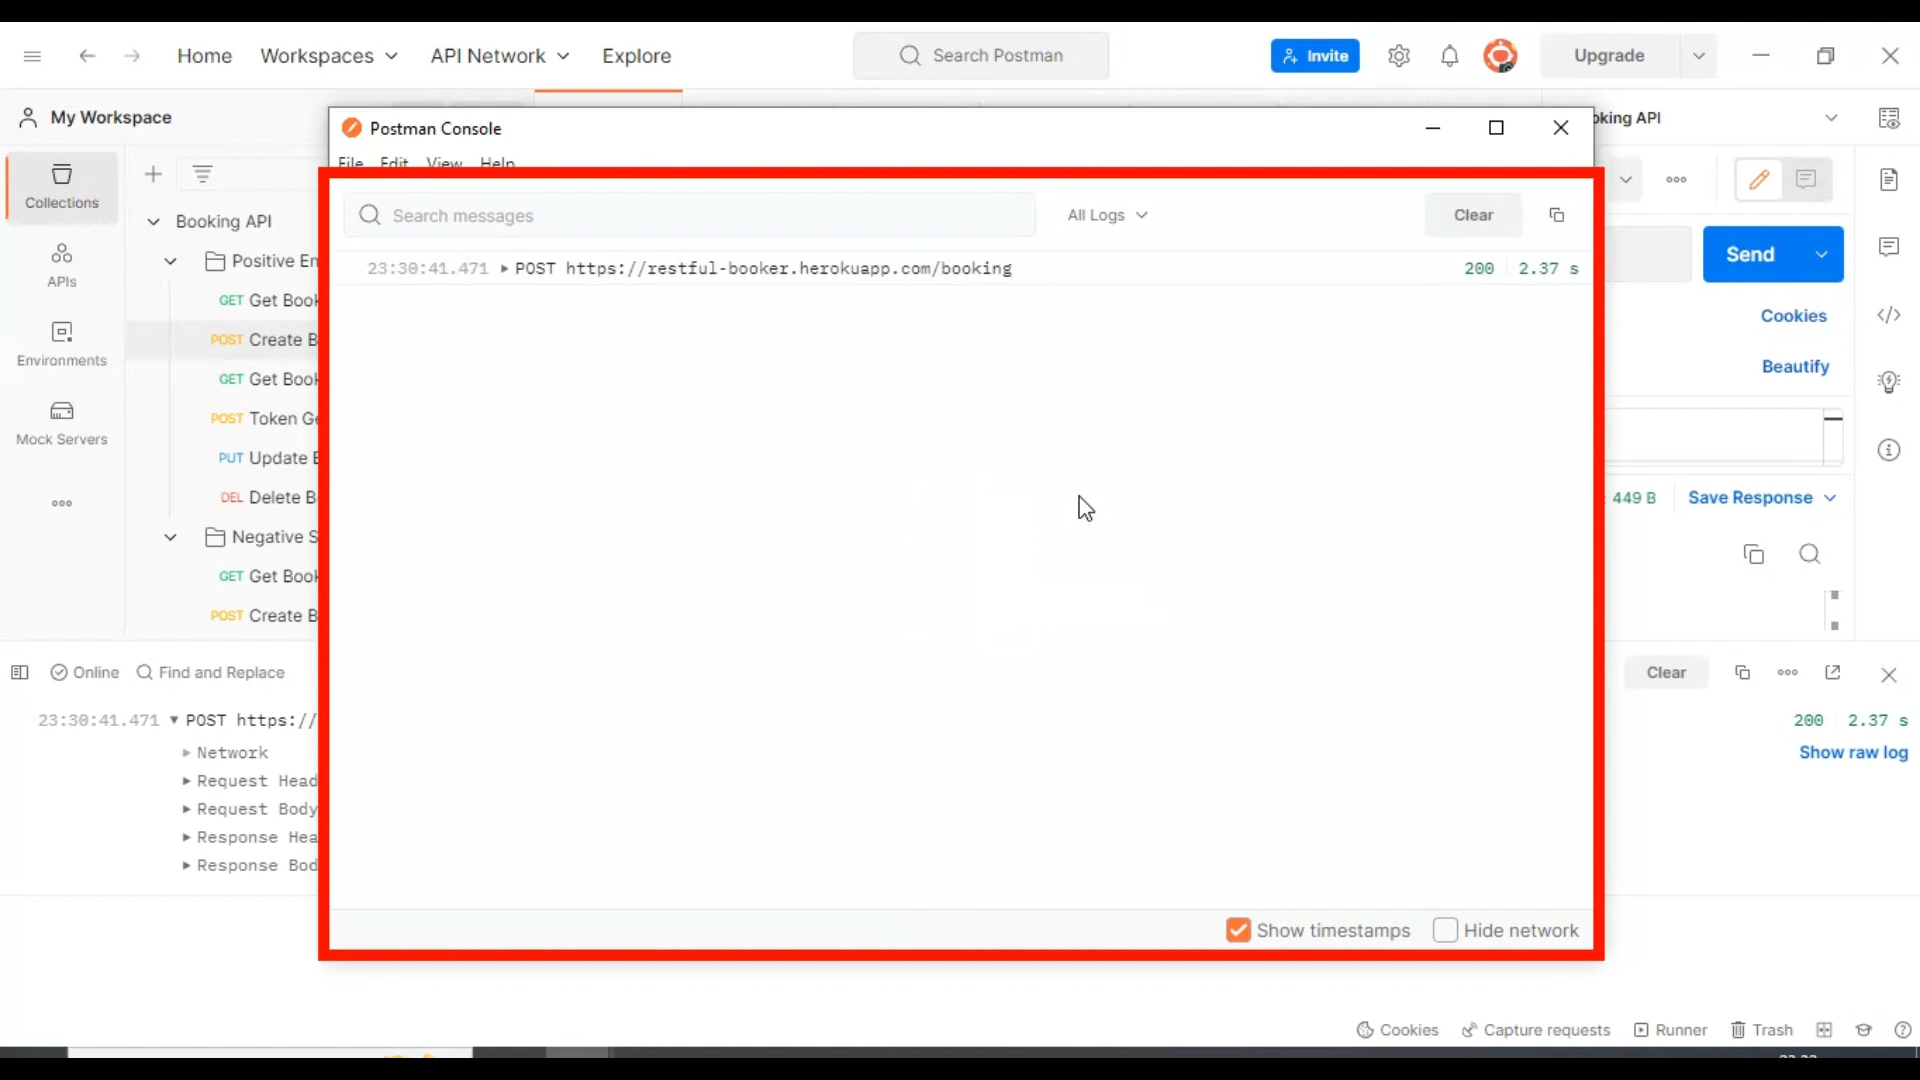 Home Workspaces API Network Explore Search Postman Invite Upgrade
My Workspace
Postman Console
king API
File Edit View Help
Search messages All Logs Clear
23:30:41.471 POST https://restful-booker.herokuapp.com/booking 200 2.37 s
Show timestamps Hide network
Collections
APIs
Environments
Mock Servers
Booking API
Positive En
GET Get Book
POST Create B
GET Get Book
POST Token Ge
PUT Update B
DEL Delete B
Negative S
GET Get Book
POST Create B
Send
Cookies
Beautify
449 B Save Response
Online Find and Replace Clear
23:30:41.471 POST https:// 200 2.37 s
Network Show raw log
Request Head
Request Body
Response Hea
Response Bod
Cookies Capture requests Runner Trash